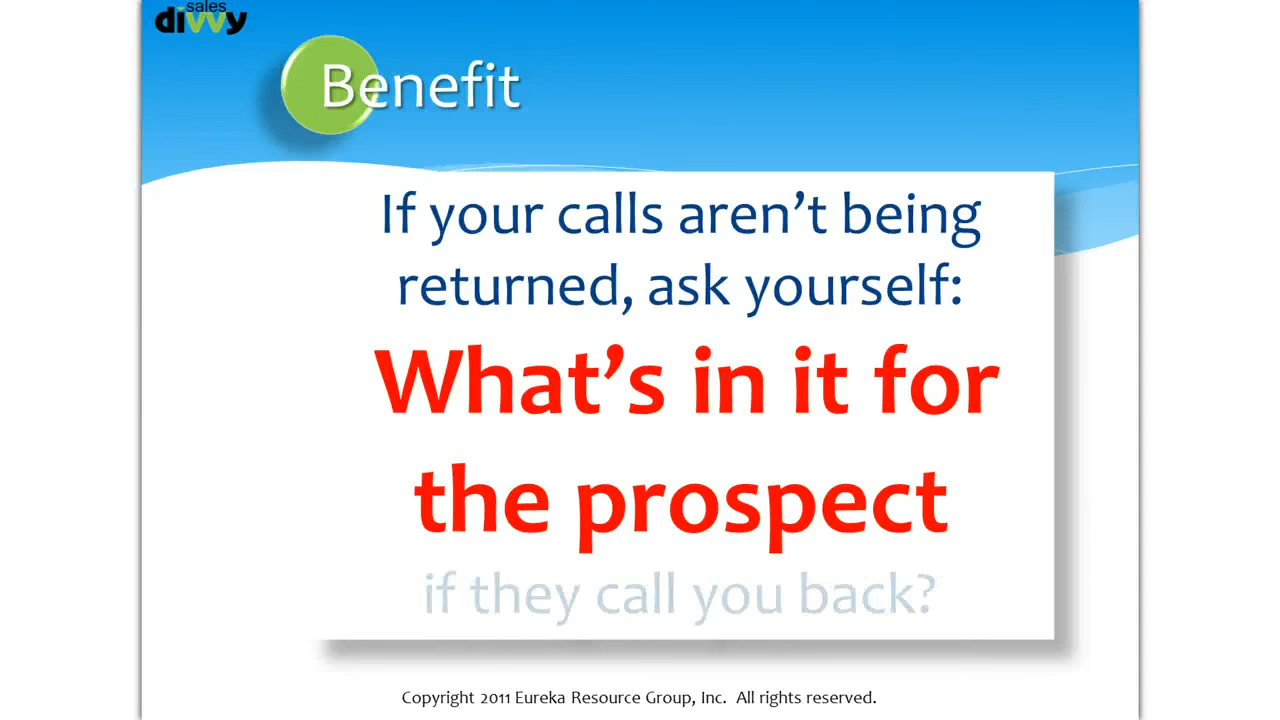 sales
divvy
Benefit
If your calls aren't being
returned, ask yourself:
What's in it for
the prospect
if they call you back?
Copyright 2011 Eureka Resource Group, Inc. All rights reserved.